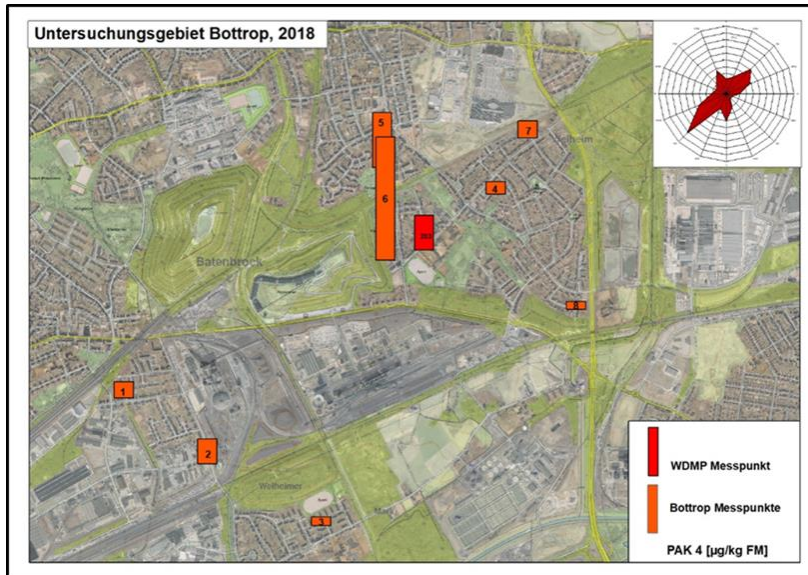 Untersuchungsgebiet Bottrop, 2018
5
7
6
4
Batenbrock
1
2
Welheimer
3
WDMP Messpunkt
Bottrop Messpunkte
PAK 4 [µg/kg FM]